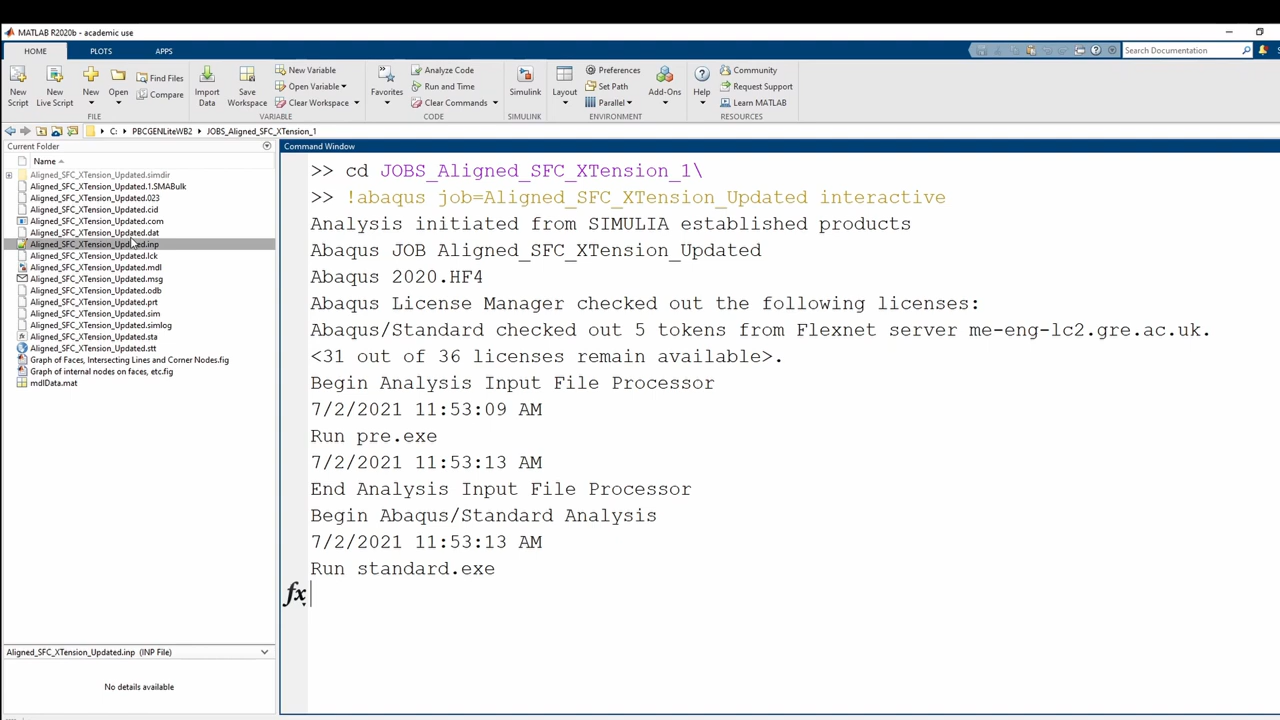 MATLAB R2020b - academic use
HOME PLOTS APPS
Search Documentation
New Script
New Live Script
New
Open
Find Files
Compare
FILE
Import Data
Save Workspace
New Variable
Open Variable
Clear Workspace
VARIABLE
Favorites
Analyze Code
Run and Time
Clear Commands
CODE
Simulink
SIMULINK
Layout
Preferences
Set Path
Parallel
Add-Ons
ENVIRONMENT
Help
Community
Request Support
Learn MATLAB
RESOURCES
C: PBCGENLiteWB2 JOBS_Aligned_SFC_XTension_1
Current Folder
Name
Aligned_SFC_XTension_Updated.simdir
Aligned_SFC_XTension_Updated.1.SMABulk
Aligned_SFC_XTension_Updated.023
Aligned_SFC_XTension_Updated.cid
Aligned_SFC_XTension_Updated.com
Aligned_SFC_XTension_Updated.dat
Aligned_SFC_XTension_Updated.inp
Aligned_SFC_XTension_Updated.lck
Aligned_SFC_XTension_Updated.mdl
Aligned_SFC_XTension_Updated.msg
Aligned_SFC_XTension_Updated.odb
Aligned_SFC_XTension_Updated.prt
Aligned_SFC_XTension_Updated.sim
Aligned_SFC_XTension_Updated.simlog
Aligned_SFC_XTension_Updated.sta
Aligned_SFC_XTension_Updated.stt
Graph of Faces, Intersecting Lines and Corner Nodes.fig
Graph of internal nodes on faces, etc.fig
mdlData.mat
Aligned_SFC_XTension_Updated.inp (INP File)
No details available
Command Window
>> cd JOBS_Aligned_SFC_XTension_1\
>> !abaqus job=Aligned_SFC_XTension_Updated interactive
Analysis initiated from SIMULIA established products
Abaqus JOB Aligned_SFC_XTension_Updated
Abaqus 2020.HF4
Abaqus License Manager checked out the following licenses:
Abaqus/Standard checked out 5 tokens from Flexnet server me-eng-lc2.gre.ac.uk.
<31 out of 36 licenses remain available>.
Begin Analysis Input File Processor
7/2/2021 11:53:09 AM
Run pre.exe
7/2/2021 11:53:13 AM
End Analysis Input File Processor
Begin Abaqus/Standard Analysis
7/2/2021 11:53:13 AM
Run standard.exe
fx